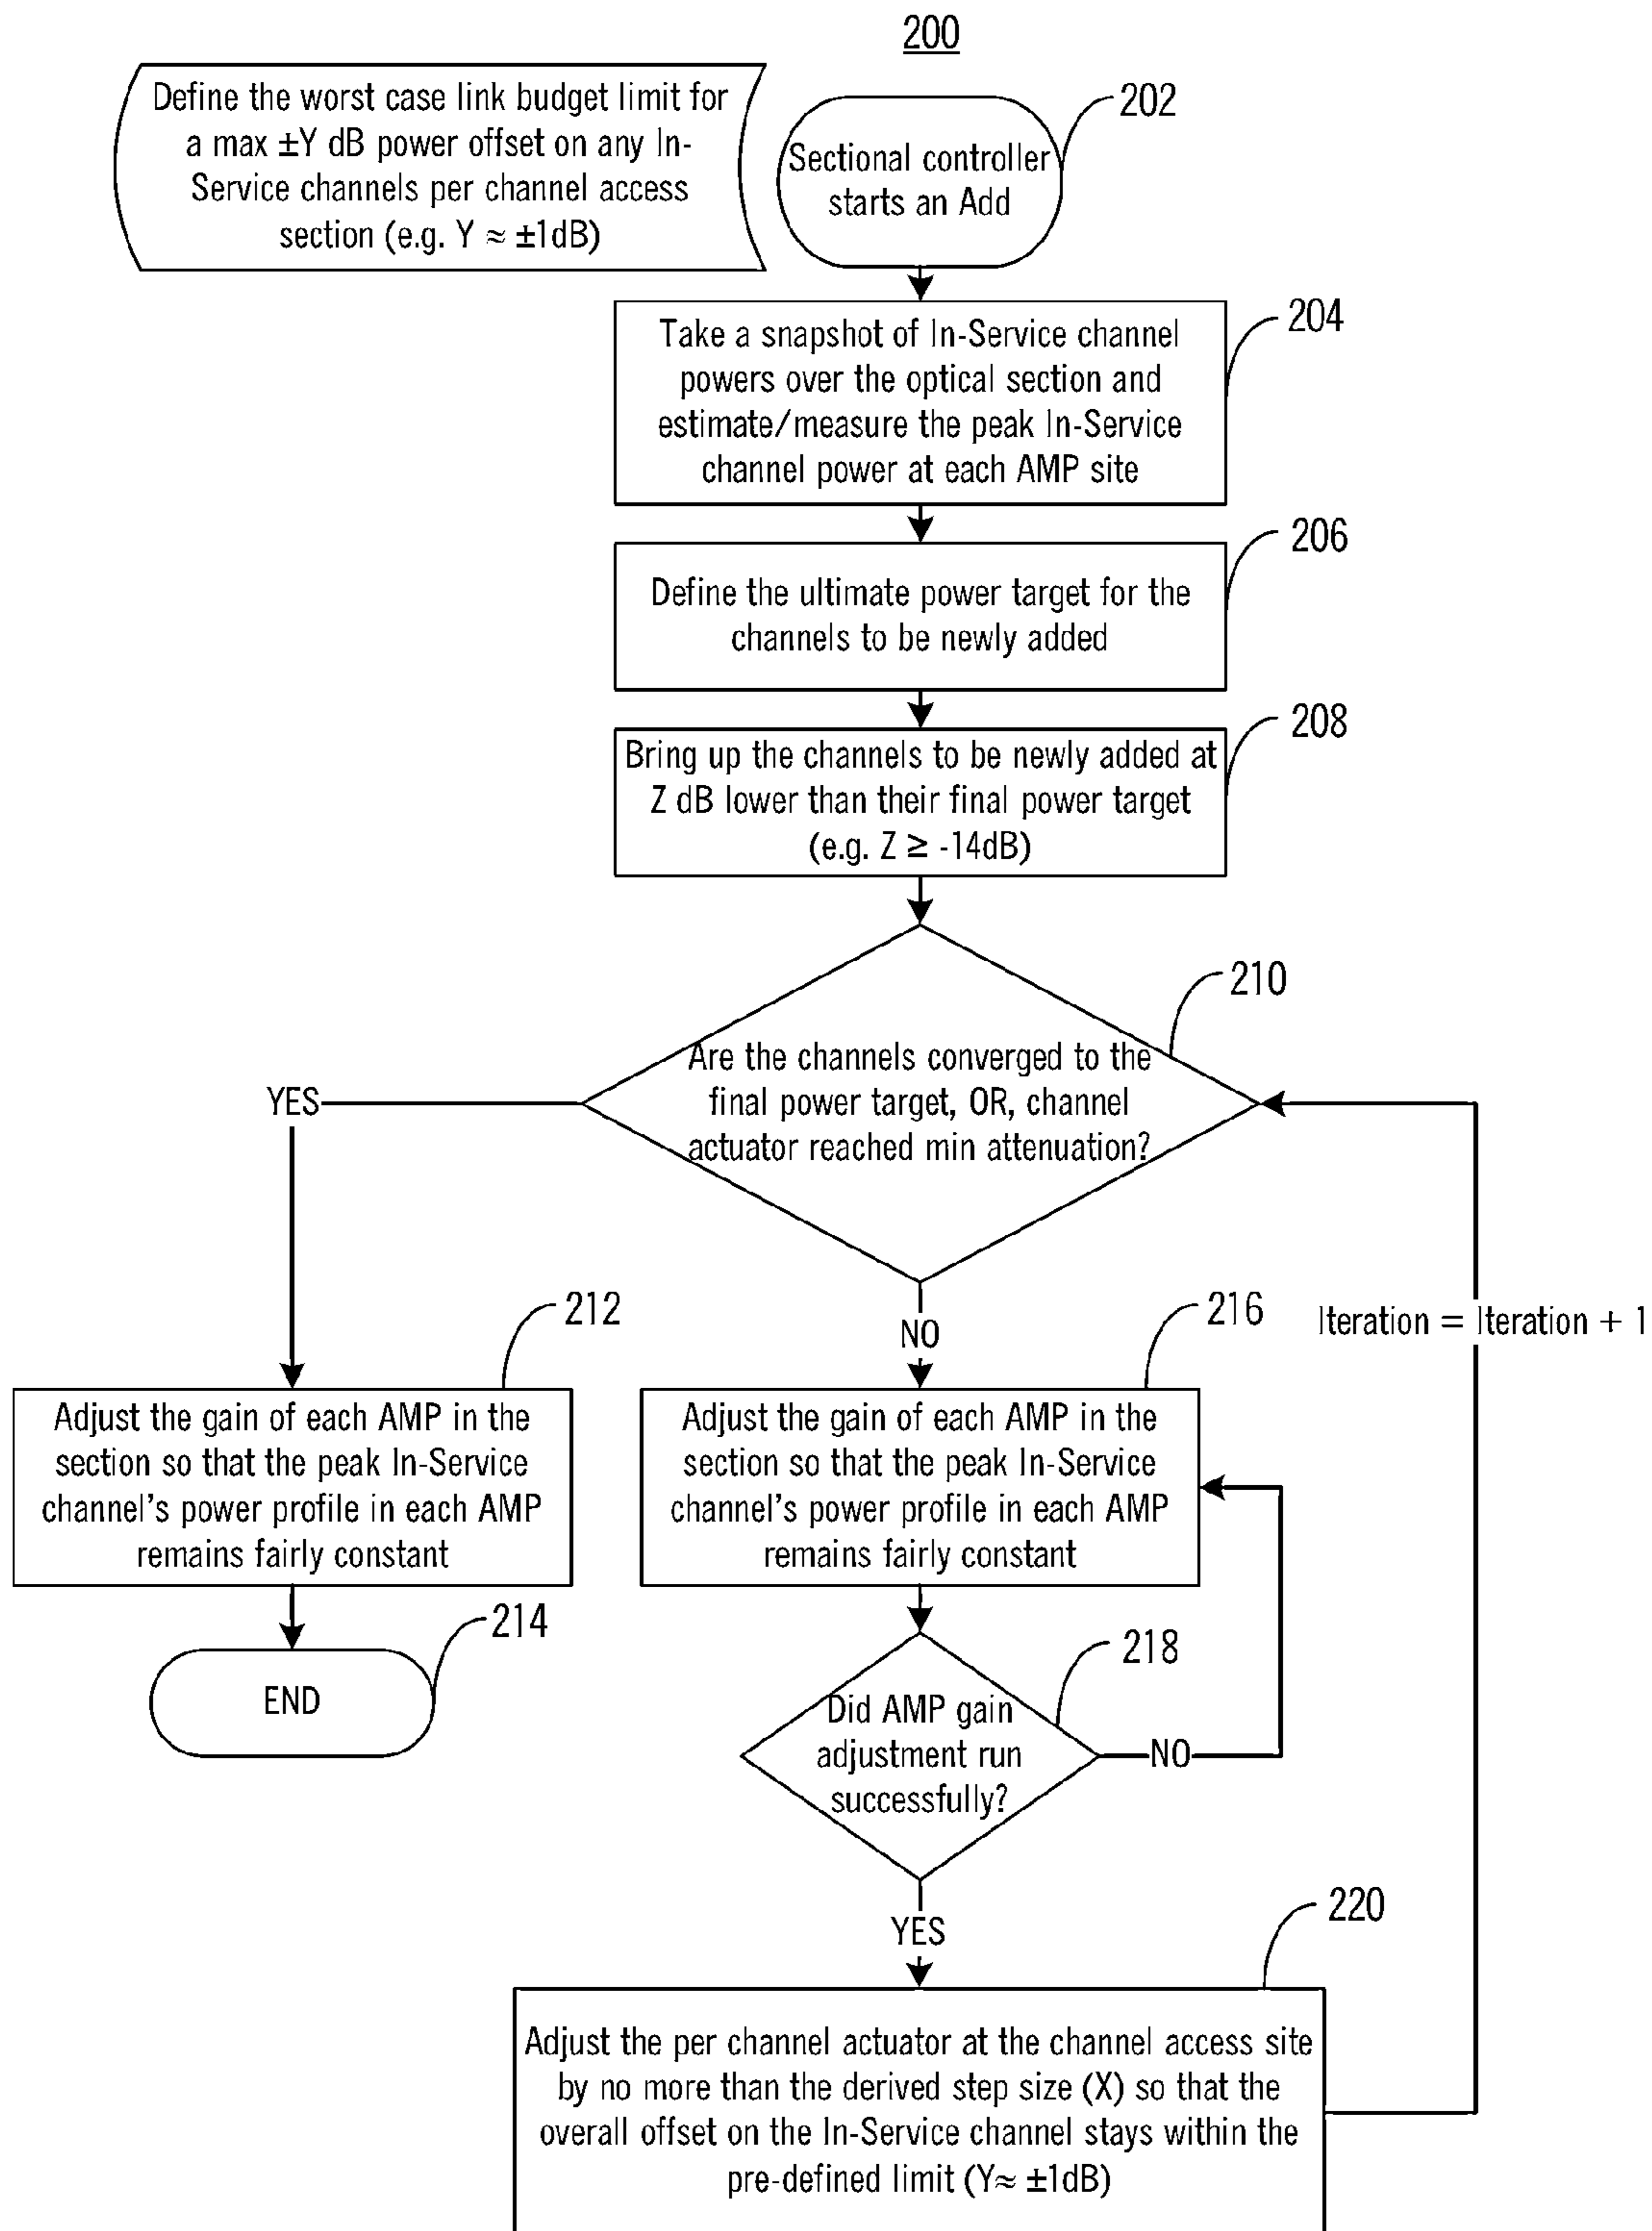 200
Define the worst case link budget limit for
a max ±Y dB power offset on any In-
Service channels per channel access
section (e.g. Y ≈ ±1dB)
Sectional controller
starts an Add
202
Take a snapshot of In-Service channel
powers over the optical section and
estimate/measure the peak In-Service
channel power at each AMP site
204
Define the ultimate power target for the
channels to be newly added
206
Bring up the channels to be newly added at
Z dB lower than their final power target
(e.g. Z ≥ -14dB)
208
Are the channels converged to the
final power target, OR, channel
actuator reached min attenuation?
210
YES
NO
Iteration = Iteration + 1
Adjust the gain of each AMP in the
section so that the peak In-Service
channel's power profile in each AMP
remains fairly constant
212
END
214
Adjust the gain of each AMP in the
section so that the peak In-Service
channel's power profile in each AMP
remains fairly constant
216
Did AMP gain
adjustment run
successfully?
218
NO
YES
Adjust the per channel actuator at the channel access site
by no more than the derived step size (X) so that the
overall offset on the In-Service channel stays within the
pre-defined limit (Y≈ ±1dB)
220